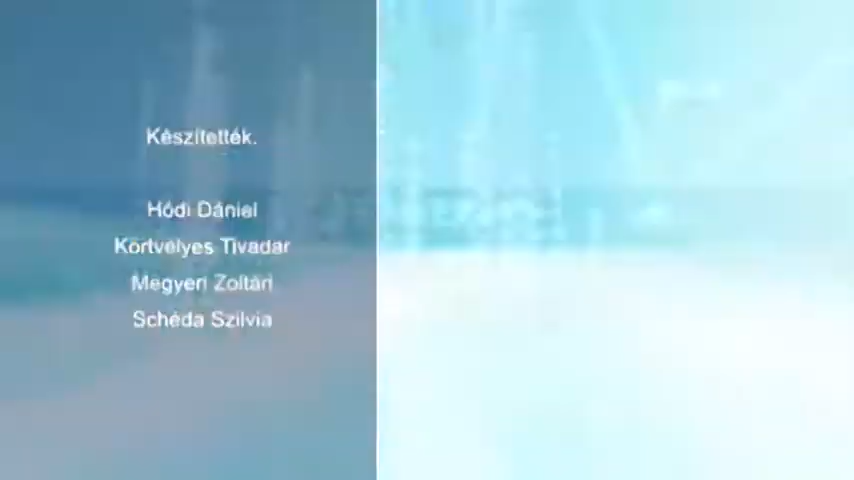 Készítették:
Hódi Dániel
Körtvélyes Tivadar
Megyeri Zoltán
Schéda Szilvia